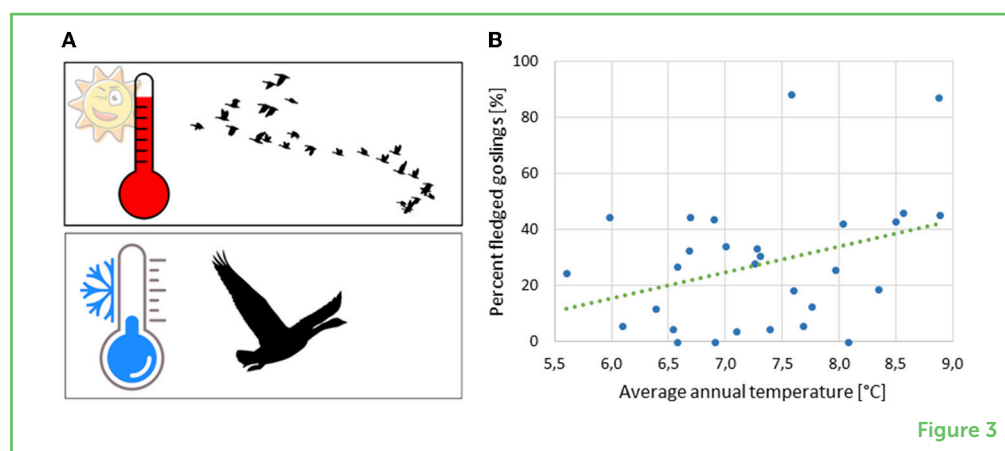 A
B
Percent fledged goslings [%]
100
80
60
40
20
0
5,5 6,0 6,5 7,0 7,5 8,0 8,5 9,0
Average annual temperature [°C]
Figure 3